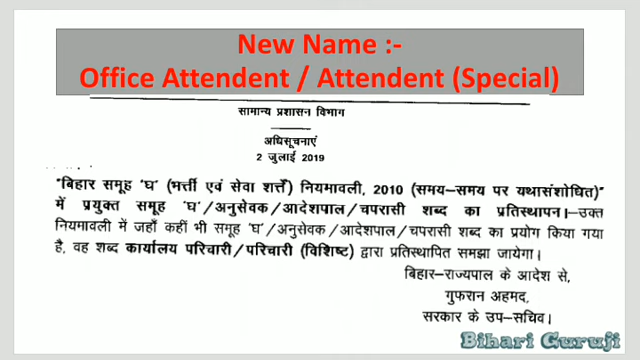 New Name :-
Office Attendent / Attendent (Special)
सामान्य प्रशासन विभाग
अधिसूचनाएं
2 जुलाई 2019
"बिहार समूह 'घ' (भर्त्ती एवं सेवा शर्त्तें) नियमावली, 2010 (समय-समय पर यथासंशोधित)"
में प्रयुक्त समूह 'घ'/अनुसेवक/आदेशपाल/चपरासी शब्द का प्रतिस्थापन।-उक्त
नियमावली में जहाँ कहीं भी समूह 'घ'/अनुसेवक/आदेशपाल/चपरासी शब्द का प्रयोग किया गया
है, वह शब्द कार्यालय परिचारी/परिचारी (विशिष्ट) द्वारा प्रतिस्थापित समझा जायेगा।
बिहार-राज्यपाल के आदेश से,
गुफरान अहमद,
सरकार के उप-सचिव।
Bihari Guruji